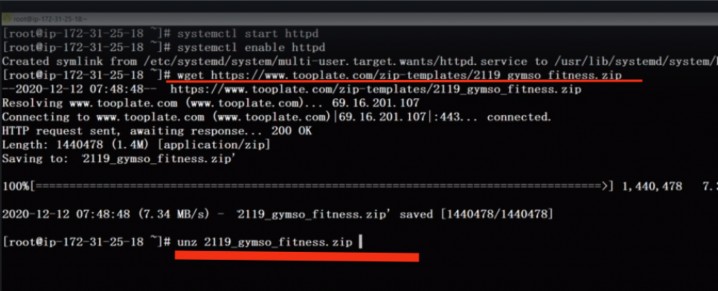 root@ip-172-31-25-18:~
[root@ip-172-31-25-18 ~]# systemctl start httpd
[root@ip-172-31-25-18 ~]# systemctl enable httpd
Created symlink from /etc/systemd/system/multi-user.target.wants/httpd.service to /usr/lib/systemd/system/
[root@ip-172-31-25-18 ~]# wget https://www.tooplate.com/zip-templates/2119_gymso_fitness.zip
--2020-12-12 07:48:48-- https://www.tooplate.com/zip-templates/2119_gymso_fitness.zip
Resolving www.tooplate.com (www.tooplate.com)... 69.16.201.107
Connecting to www.tooplate.com (www.tooplate.com)|69.16.201.107|:443... connected.
HTTP request sent, awaiting response... 200 OK
Length: 1440478 (1.4M) [application/zip]
Saving to: ‘2119_gymso_fitness.zip’
100%[======================================================================================>] 1,440,478 7.
2020-12-12 07:48:48 (7.34 MB/s) - ‘2119_gymso_fitness.zip’ saved [1440478/1440478]
[root@ip-172-31-25-18 ~]# unz 2119_gymso_fitness.zip